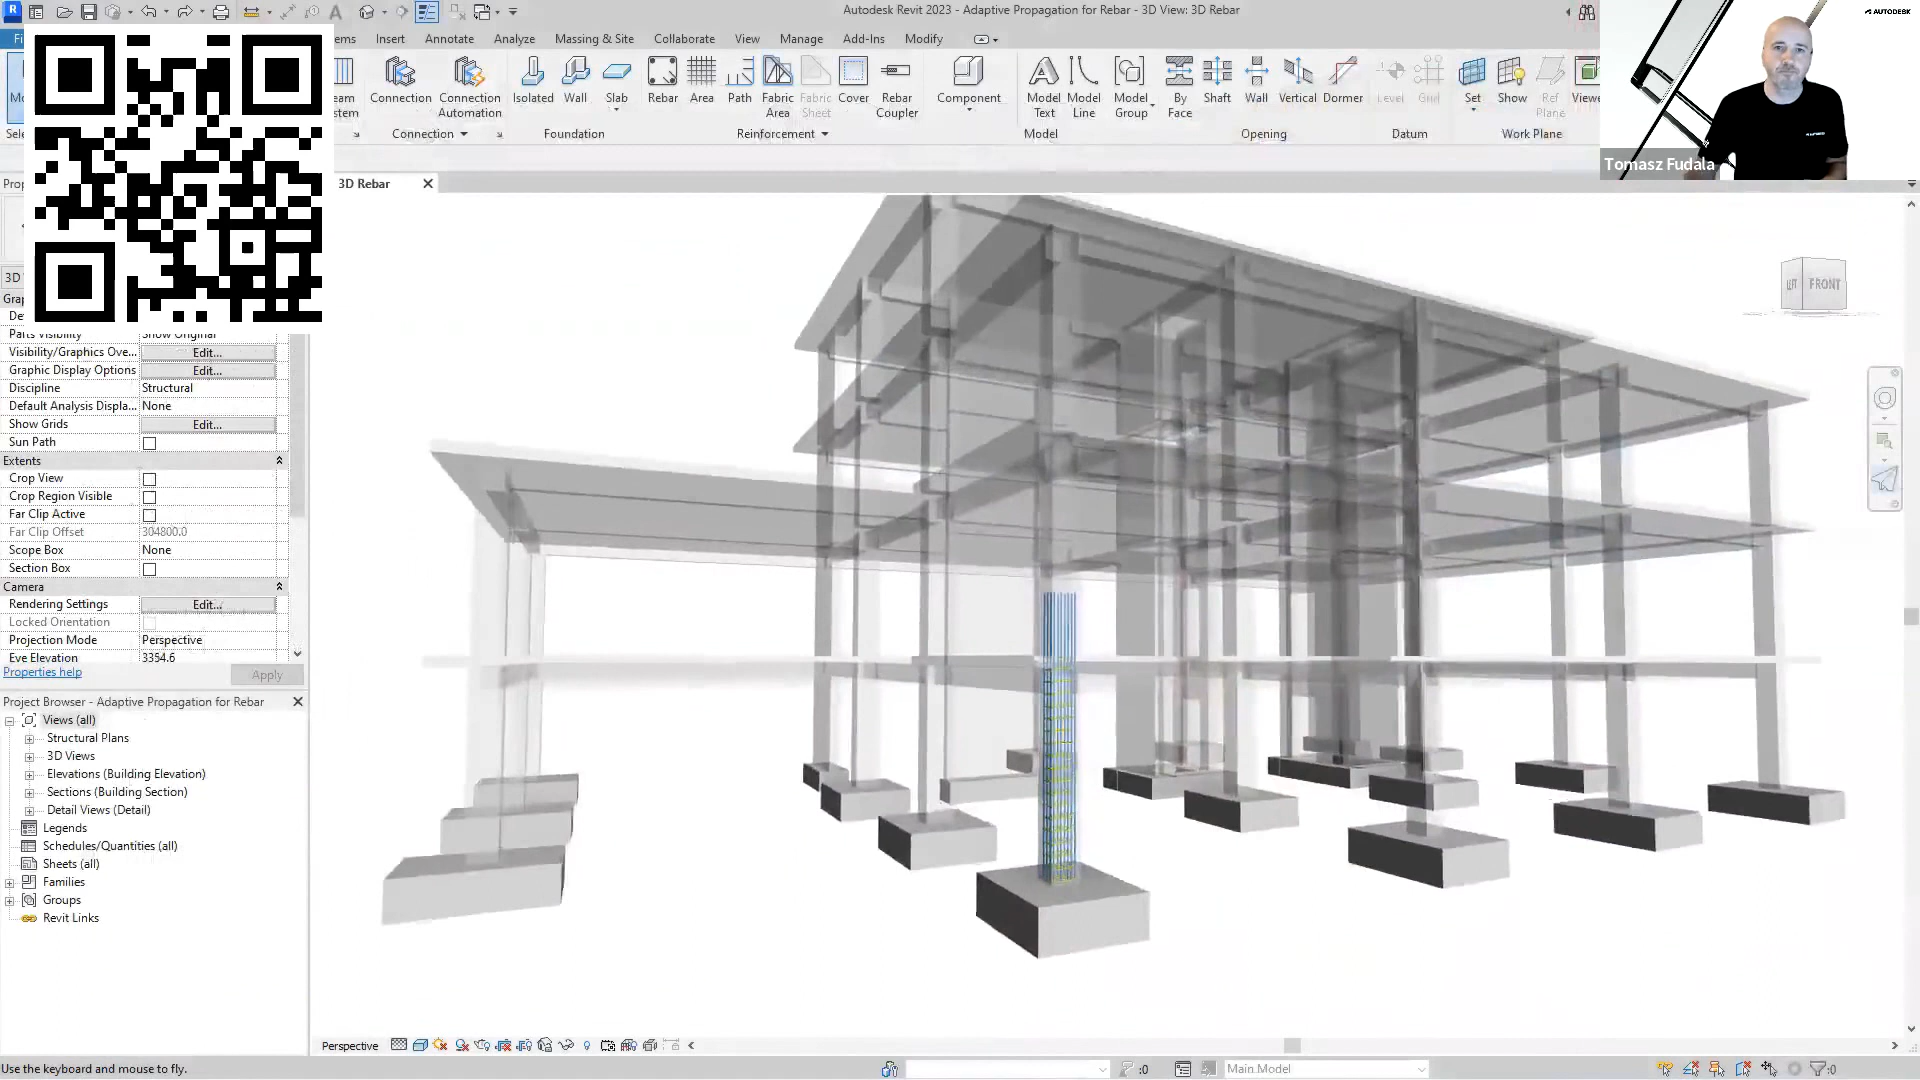 Autodesk Revit 2023 - Adaptive Propagation for Rebar - 3D View: 3D Rebar
AUTODESK
Insert Annotate Analyze Massing & Site Collaborate View Manage Add-Ins Modify
Connection Connection Automation
Isolated Wall Slab
Rebar Area Path Fabric Area Fabric Sheet Cover Rebar Coupler
Component
Model Text Model Line Model Group
By Face Shaft Wall Vertical Dormer
Level Grid
Set Show Ref Plane
Connection Foundation Reinforcement Model Opening Datum Work Plane
Tomasz Fudala
3D Rebar
FRONT
3D
Parts Visibility Show Original
Visibility/Graphics Ove... Edit...
Graphic Display Options Edit...
Discipline Structural
Default Analysis Displa... None
Show Grids Edit...
Sun Path
Extents
Crop View
Crop Region Visible
Far Clip Active
Far Clip Offset 304800.0
Scope Box None
Section Box
Camera
Rendering Settings Edit...
Locked Orientation
Projection Mode Perspective
Eye Elevation 3354.6
Properties help Apply
Project Browser - Adaptive Propagation for Rebar
Views (all)
Structural Plans
3D Views
Elevations (Building Elevation)
Sections (Building Section)
Detail Views (Detail)
Legends
Schedules/Quantities (all)
Sheets (all)
Families
Groups
Revit Links
Perspective
Use the keyboard and mouse to fly.
:0
Main Model
:0